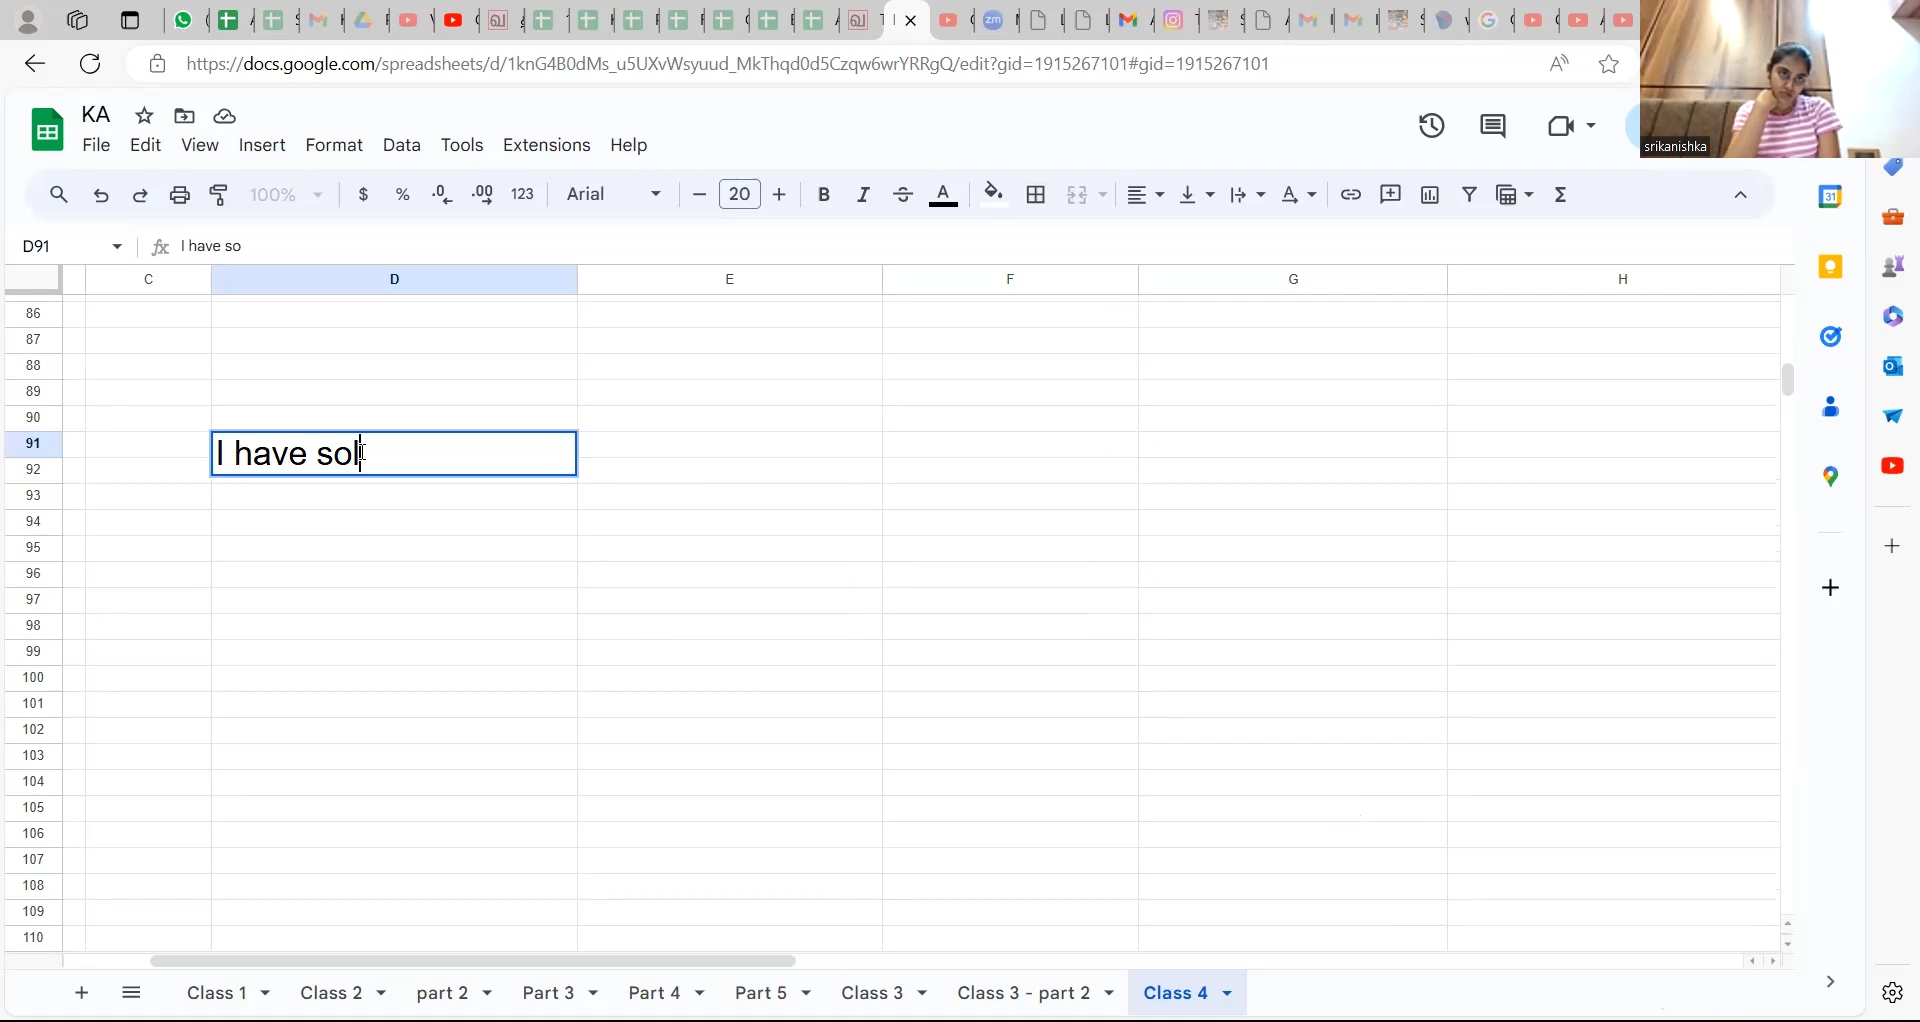 https://docs.google.com/spreadsheets/d/1knG4B0dMs_u5UXvWsyuud_MkThqd0d5Czqw6wrYRRgQ/edit?gid=1915267101#gid=1915267101
KA
File Edit View Insert Format Data Tools Extensions Help
srikanishka
100% $ % .0 .00 123 Arial 20 B I
D91 fx I have so
C D E F G H
86
87
88
89
90
91 I have sol
92
93
94
95
96
97
98
99
100
101
102
103
104
105
106
107
108
109
110
Class 1 Class 2 part 2 Part 3 Part 4 Part 5 Class 3 Class 3 - part 2 Class 4